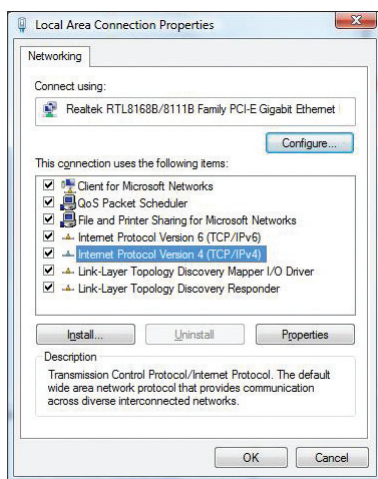 Local Area Connection Properties
Networking
Connect using:
Realtek RTL8168B/8111B Family PCI-E Gigabit Ethernet
Configure...
This connection uses the following items:
Client for Microsoft Networks
QoS Packet Scheduler
File and Printer Sharing for Microsoft Networks
Internet Protocol Version 6 (TCP/IPv6)
Internet Protocol Version 4 (TCP/IPv4)
Link-Layer Topology Discovery Mapper I/O Driver
Link-Layer Topology Discovery Responder
Install...
Uninstall
Properties
Description
Transmission Control Protocol/Internet Protocol. The default
wide area network protocol that provides communication
across diverse interconnected networks.
OK
Cancel